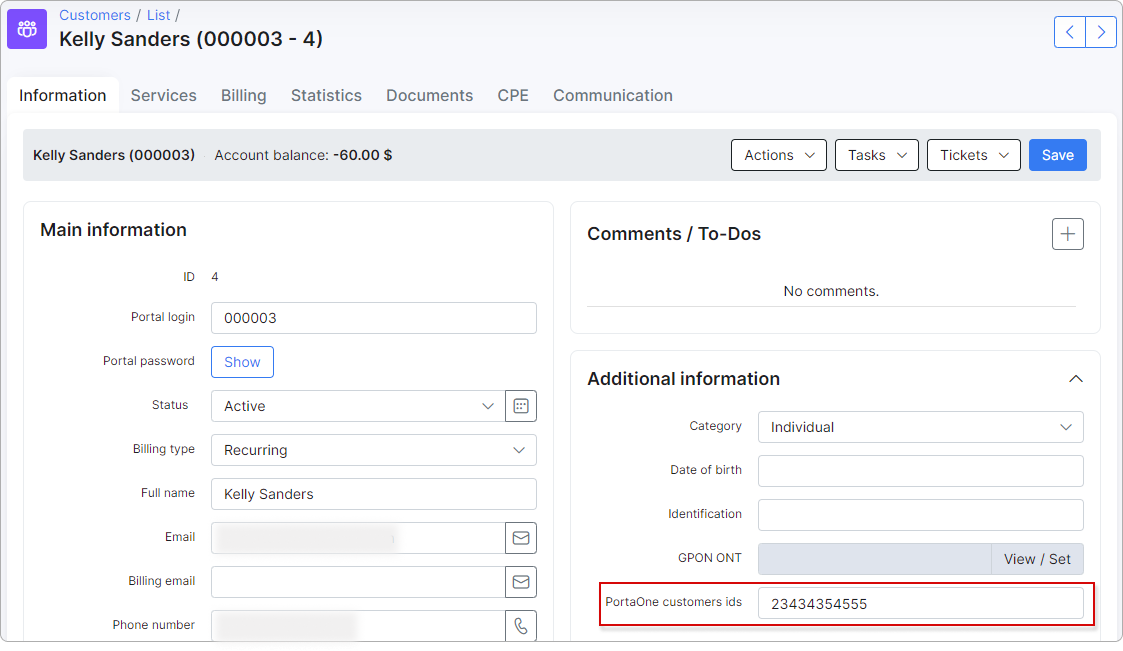 Customers / List /
Kelly Sanders (000003 - 4)
Information Services Billing Statistics Documents CPE Communication
Kelly Sanders (000003) Account balance: -60.00 $ Actions Tasks Tickets Save
Main information
ID 4
Portal login 000003
Portal password Show
Status Active
Billing type Recurring
Full name Kelly Sanders
Email
Billing email
Phone number
Comments / To-Dos
No comments.
Additional information
Category Individual
Date of birth
Identification
GPON ONT View / Set
PortaOne customers ids 23434354555